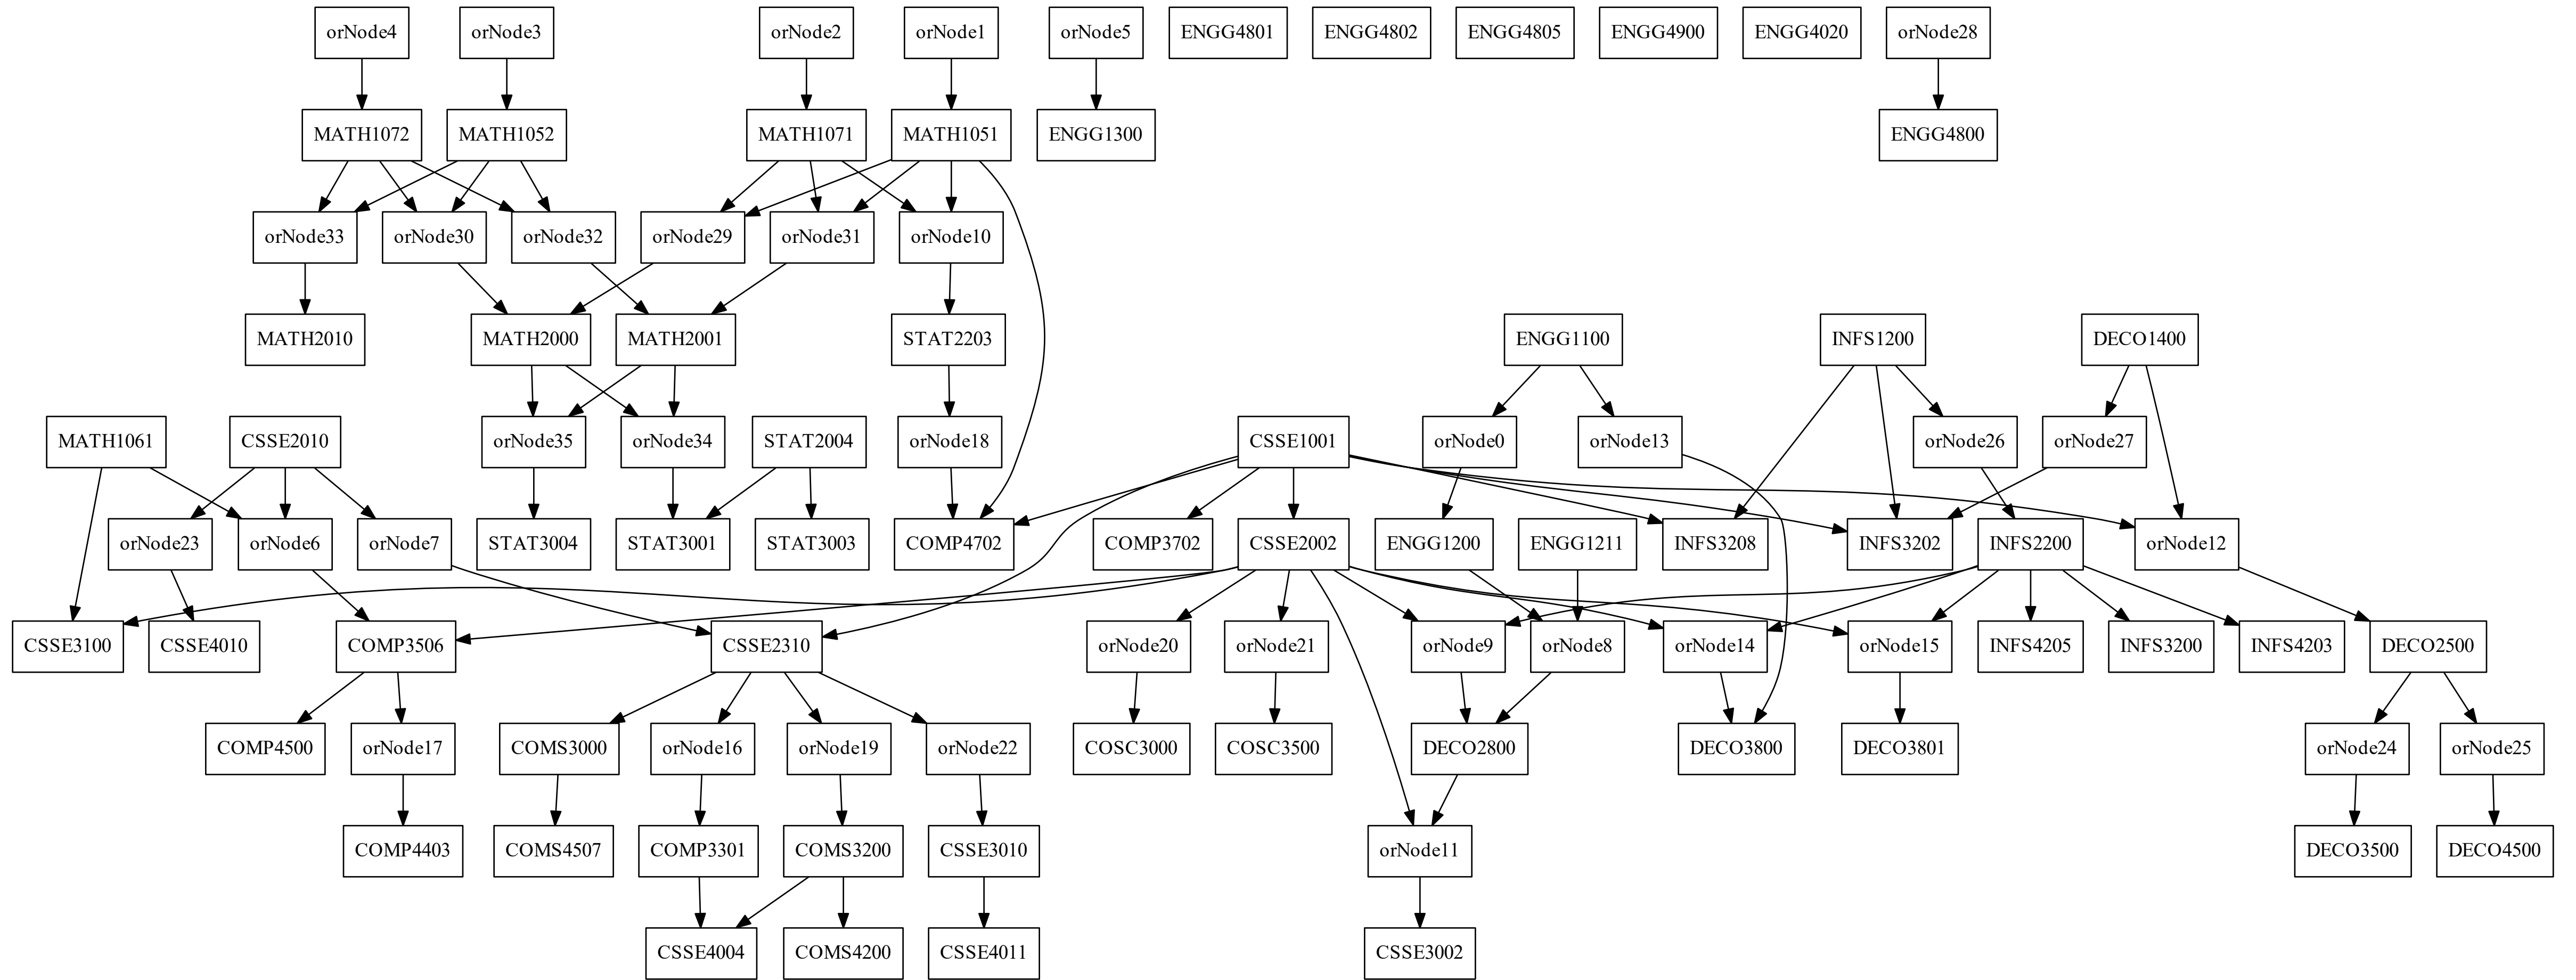 orNode4
orNode3
orNode2
orNode1
orNode5
ENGG4801
ENGG4802
ENGG4805
ENGG4900
ENGG4020
orNode28
MATH1072
MATH1052
MATH1071
MATH1051
ENGG1300
ENGG4800
orNode33
orNode30
orNode32
orNode29
orNode31
orNode10
MATH2010
MATH2000
MATH2001
STAT2203
ENGG1100
INFS1200
DECO1400
MATH1061
CSSE2010
orNode35
orNode34
STAT2004
orNode18
CSSE1001
orNode0
orNode13
orNode26
orNode27
orNode23
orNode6
orNode7
STAT3004
STAT3001
STAT3003
COMP4702
COMP3702
CSSE2002
ENGG1200
ENGG1211
INFS3208
INFS3202
INFS2200
orNode12
CSSE3100
CSSE4010
COMP3506
CSSE2310
orNode20
orNode21
orNode9
orNode8
orNode14
orNode15
INFS4205
INFS3200
INFS4203
DECO2500
COMP4500
orNode17
COMS3000
orNode16
orNode19
orNode22
COSC3000
COSC3500
DECO2800
DECO3800
DECO3801
orNode24
orNode25
COMP4403
COMS4507
COMP3301
COMS3200
CSSE3010
orNode11
DECO3500
DECO4500
CSSE4004
COMS4200
CSSE4011
CSSE3002